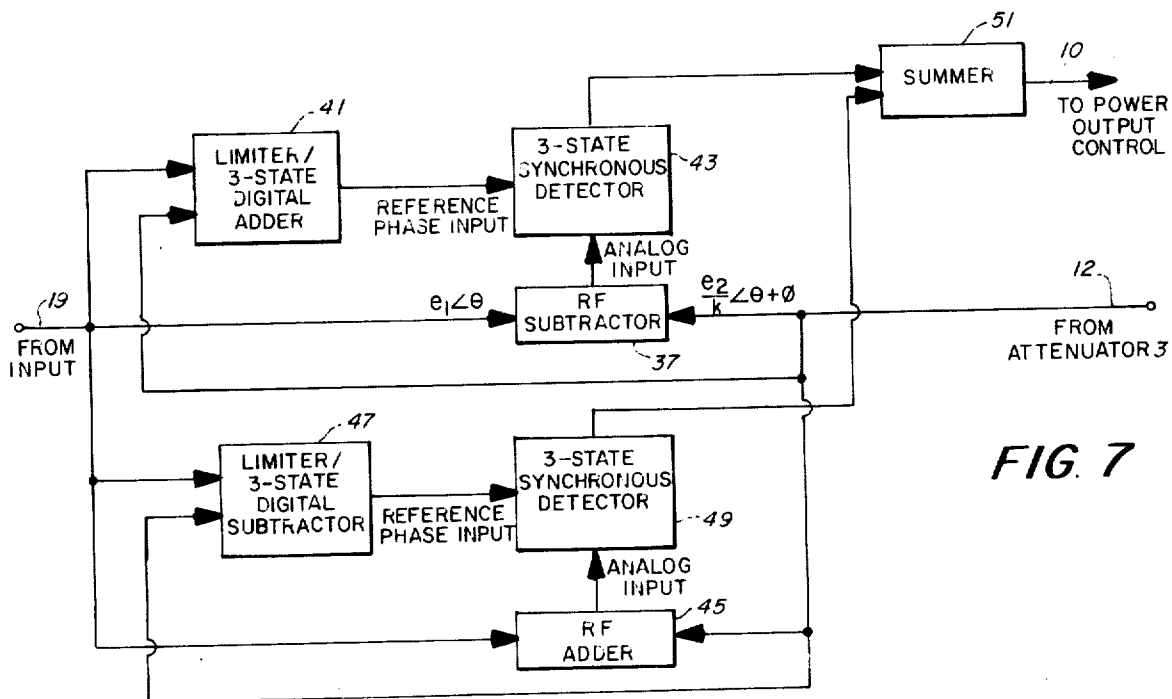 51
SUMMER
10
TO POWER
OUTPUT
CONTROL
41
LIMITER/
3-STATE
DIGITAL
ADDER
REFERENCE
PHASE INPUT
3-STATE
SYNCHRONOUS
DETECTOR
43
ANALOG
INPUT
19
FROM
INPUT
e₁∠θ
RF
SUBTRACTOR
37
e₂/k ∠θ+ø
12
FROM
ATTENUATOR 3
47
LIMITER/
3-STATE
DIGITAL
SUBTRACTOR
REFERENCE
PHASE INPUT
3-STATE
SYNCHRONOUS
DETECTOR
49
ANALOG
INPUT
RF
ADDER
45
FIG. 7